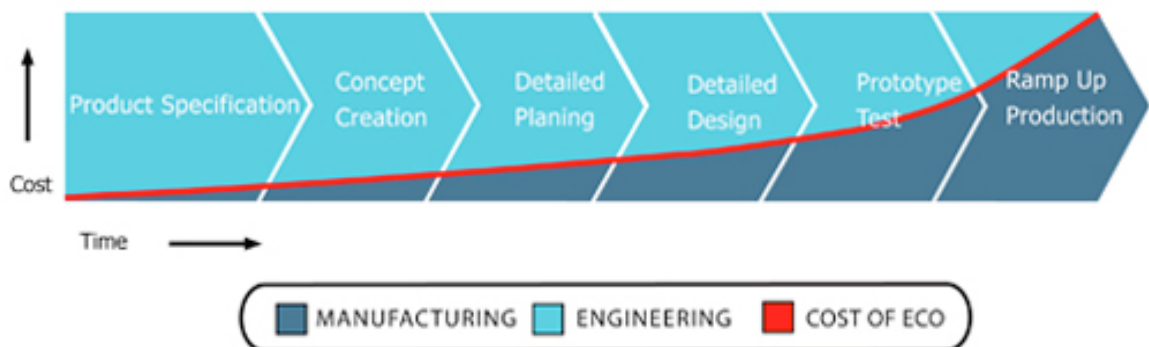 Product Specification
Concept
Creation
Detailed
Planing
Detailed
Design
Prototype
Test
Ramp Up
Production
Cost
Time
MANUFACTURING
ENGINEERING
COST OF ECO